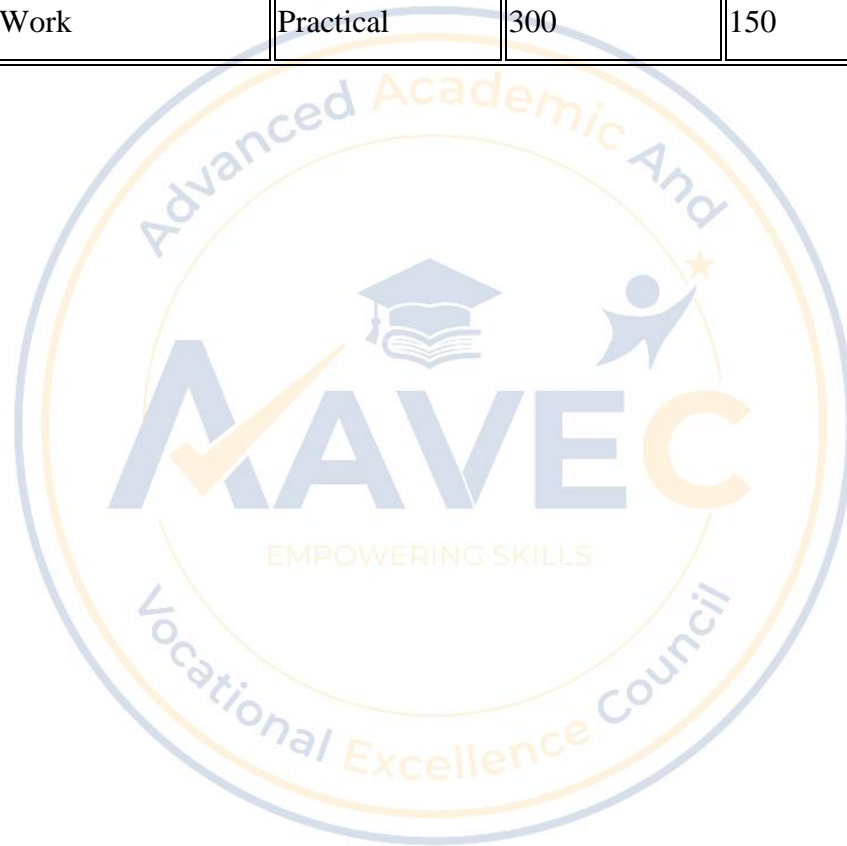 Work Practical 300 150
Advanced Academic And
AAVEC
EMPOWERING SKILLS
Vocational Excellence Council